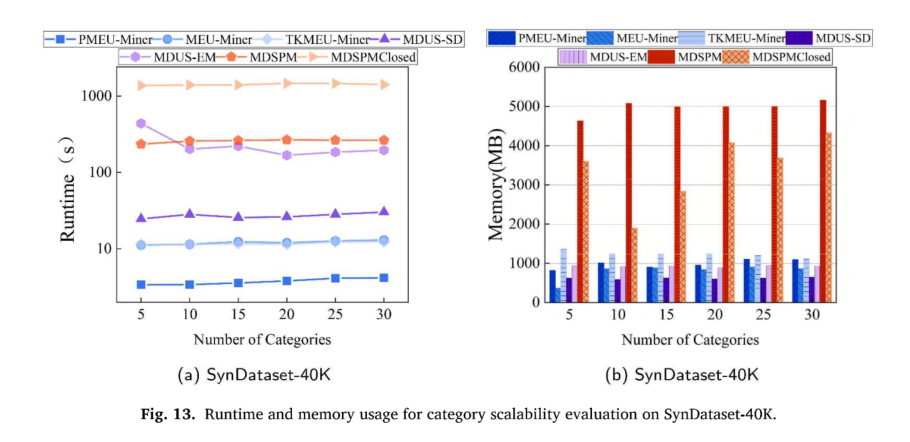 PMEU-Miner MEU-Miner TKMEU-Miner MDUS-SD
MDUS-EM MDSPM MDSPMClosed
1000
100
10
Runtime (s)
5 10 15 20 25 30
Number of Categories
(a) SynDataset-40K
PMEU-Miner MEU-Miner TKMEU-Miner MDUS-SD
MDUS-EM MDSPM MDSPMClosed
6000
5000
4000
3000
2000
1000
0
Memory(MB)
5 10 15 20 25 30
Number of Categories
(b) SynDataset-40K
Fig. 13. Runtime and memory usage for category scalability evaluation on SynDataset-40K.